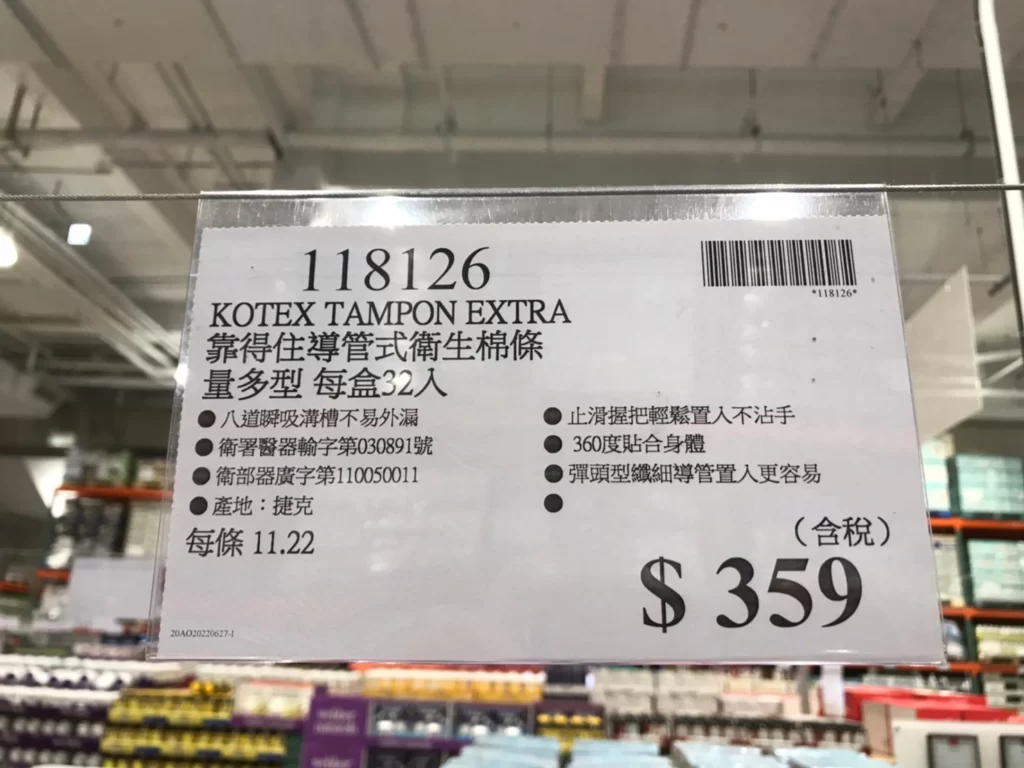 118126
*118126*
KOTEX TAMPON EXTRA
靠得住導管式衛生棉條
量多型 每盒32入
●八道瞬吸溝槽不易外漏
●衛署醫器輸字第030891號
●衛部器廣字第110050011
●產地：捷克
●止滑握把輕鬆置入不沾手
●360度貼合身體
●彈頭型纖細導管置入更容易
●
每條 11.22
（含稅）
$ 359
20AO20220627-1